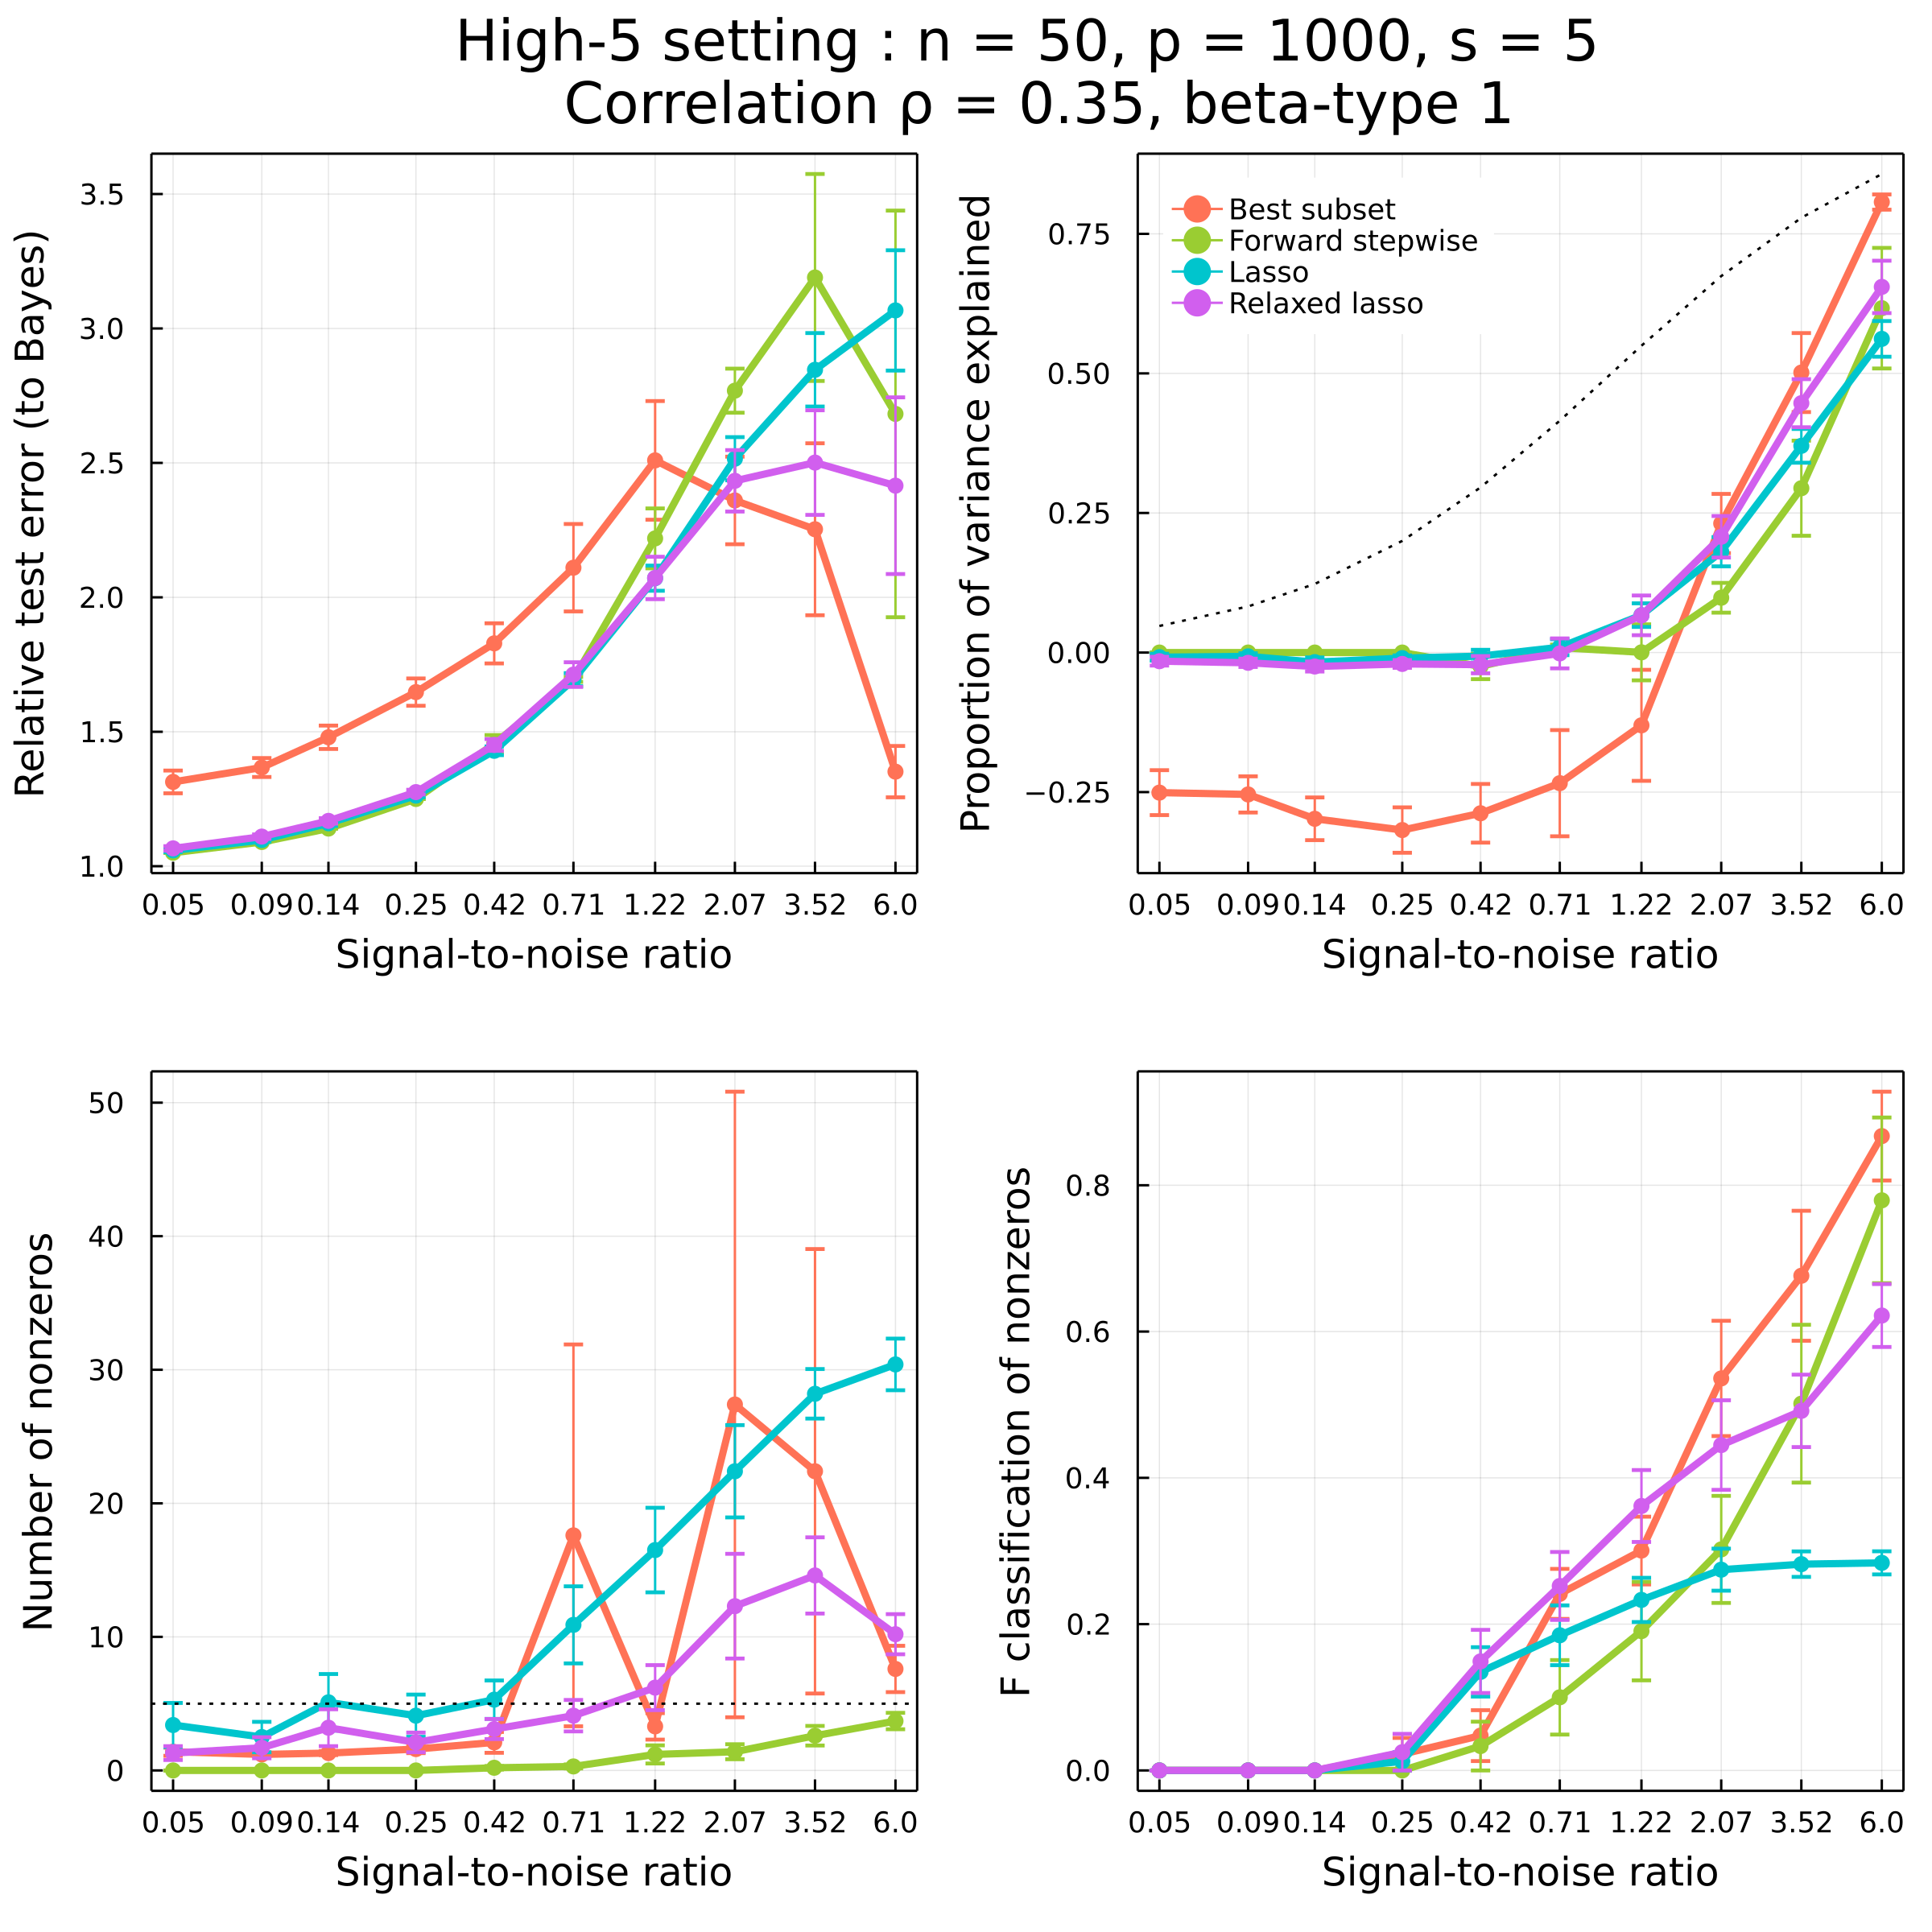 High-5 setting : n = 50, p = 1000, s = 5
Correlation ρ = 0.35, beta-type 1
Relative test error (to Bayes)
3.5
3.0
2.5
2.0
1.5
1.0
0.05 0.09 0.14 0.25 0.42 0.71 1.22 2.07 3.52 6.0
Signal-to-noise ratio
Proportion of variance explained
0.75
0.50
0.25
0.00
−0.25
Best subset
Forward stepwise
Lasso
Relaxed lasso
0.05 0.09 0.14 0.25 0.42 0.71 1.22 2.07 3.52 6.0
Signal-to-noise ratio
Number of nonzeros
50
40
30
20
10
0
0.05 0.09 0.14 0.25 0.42 0.71 1.22 2.07 3.52 6.0
Signal-to-noise ratio
F classification of nonzeros
0.8
0.6
0.4
0.2
0.0
0.05 0.09 0.14 0.25 0.42 0.71 1.22 2.07 3.52 6.0
Signal-to-noise ratio